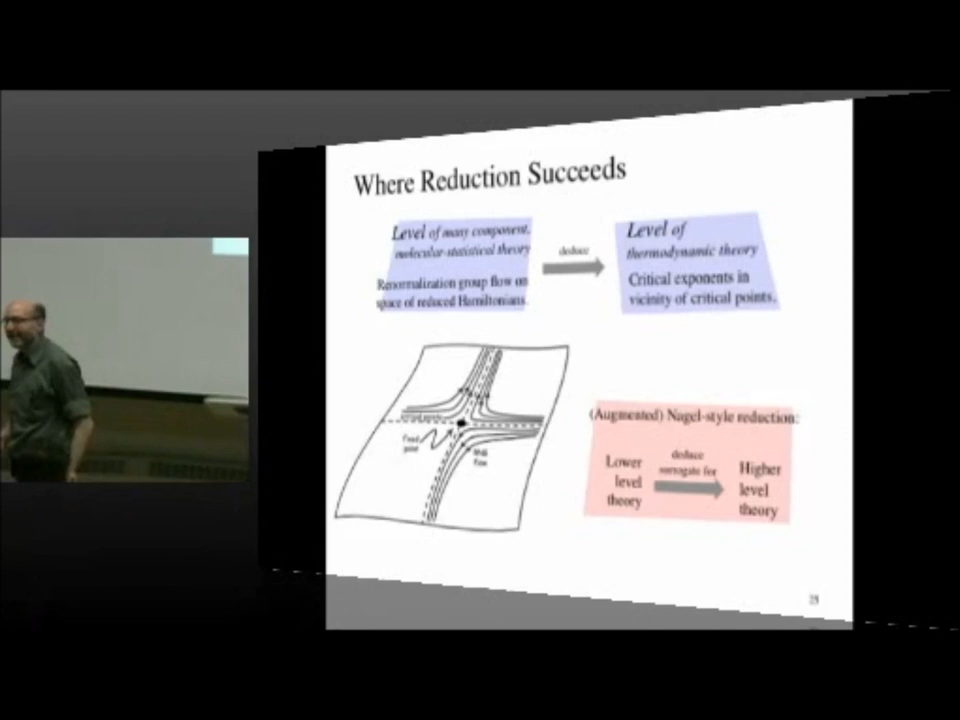 Where Reduction Succeeds
Level of many component,
molecular-statistical theory
Renormalization group flow on
space of reduced Hamiltonians.
deduce
Level of
thermodynamic theory
Critical exponents in
vicinity of critical points.
critical points
Fixed
point
flow
(Augmented) Nagel-style reduction:
Lower
level
theory
deduce
surrogate for
Higher
level
theory